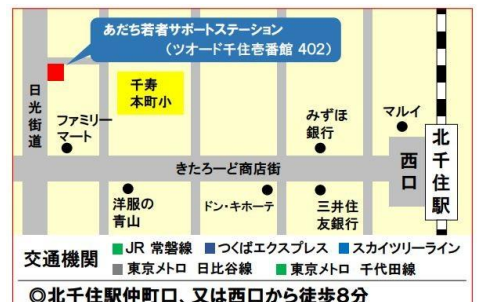 あだち若者サポートステーション
(ツオード千住壱番館 402)
日光街道
千寿
本町小
ファミリー
マート
みずほ
銀行
マルイ
北千住駅
西口
きたろーど商店街
洋服の
青山
ドン・キホーテ
三井住
友銀行
交通機関
JR 常磐線 つくばエクスプレス スカイツリーライン
東京メトロ 日比谷線 東京メトロ 千代田線
◎北千住駅仲町口、又は西口から徒歩8分